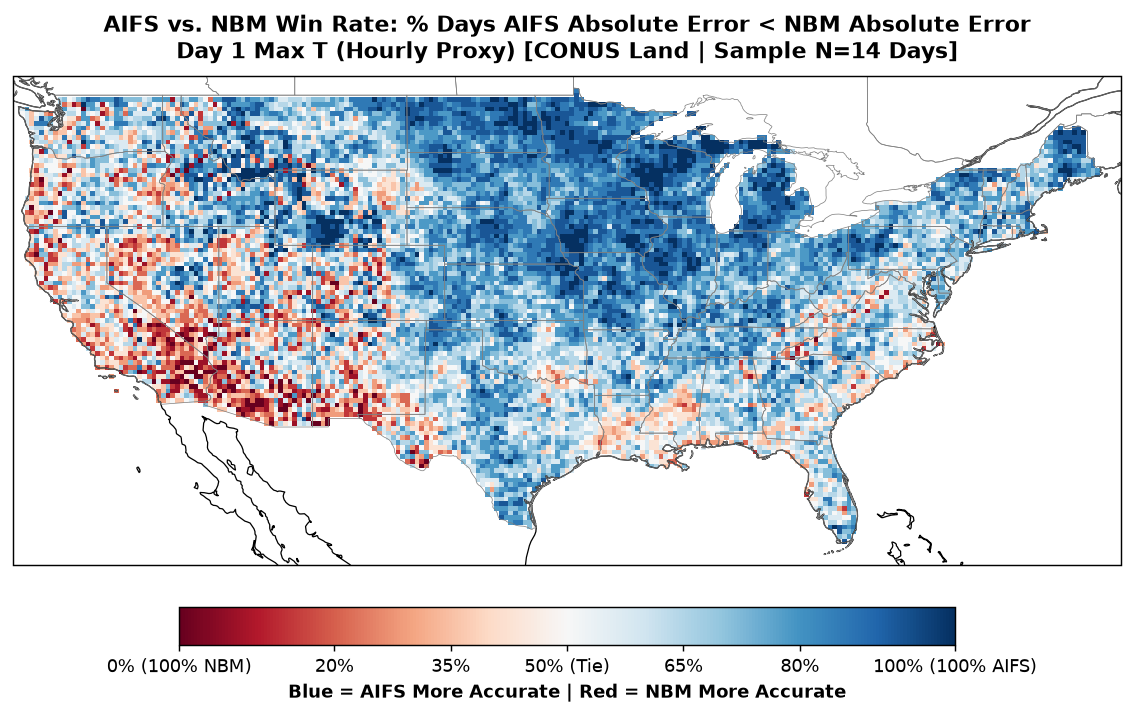 AIFS vs. NBM Win Rate: % Days AIFS Absolute Error < NBM Absolute Error
Day 1 Max T (Hourly Proxy) [CONUS Land | Sample N=14 Days]
0% (100% NBM) 20% 35% 50% (Tie) 65% 80% 100% (100% AIFS)
Blue = AIFS More Accurate | Red = NBM More Accurate